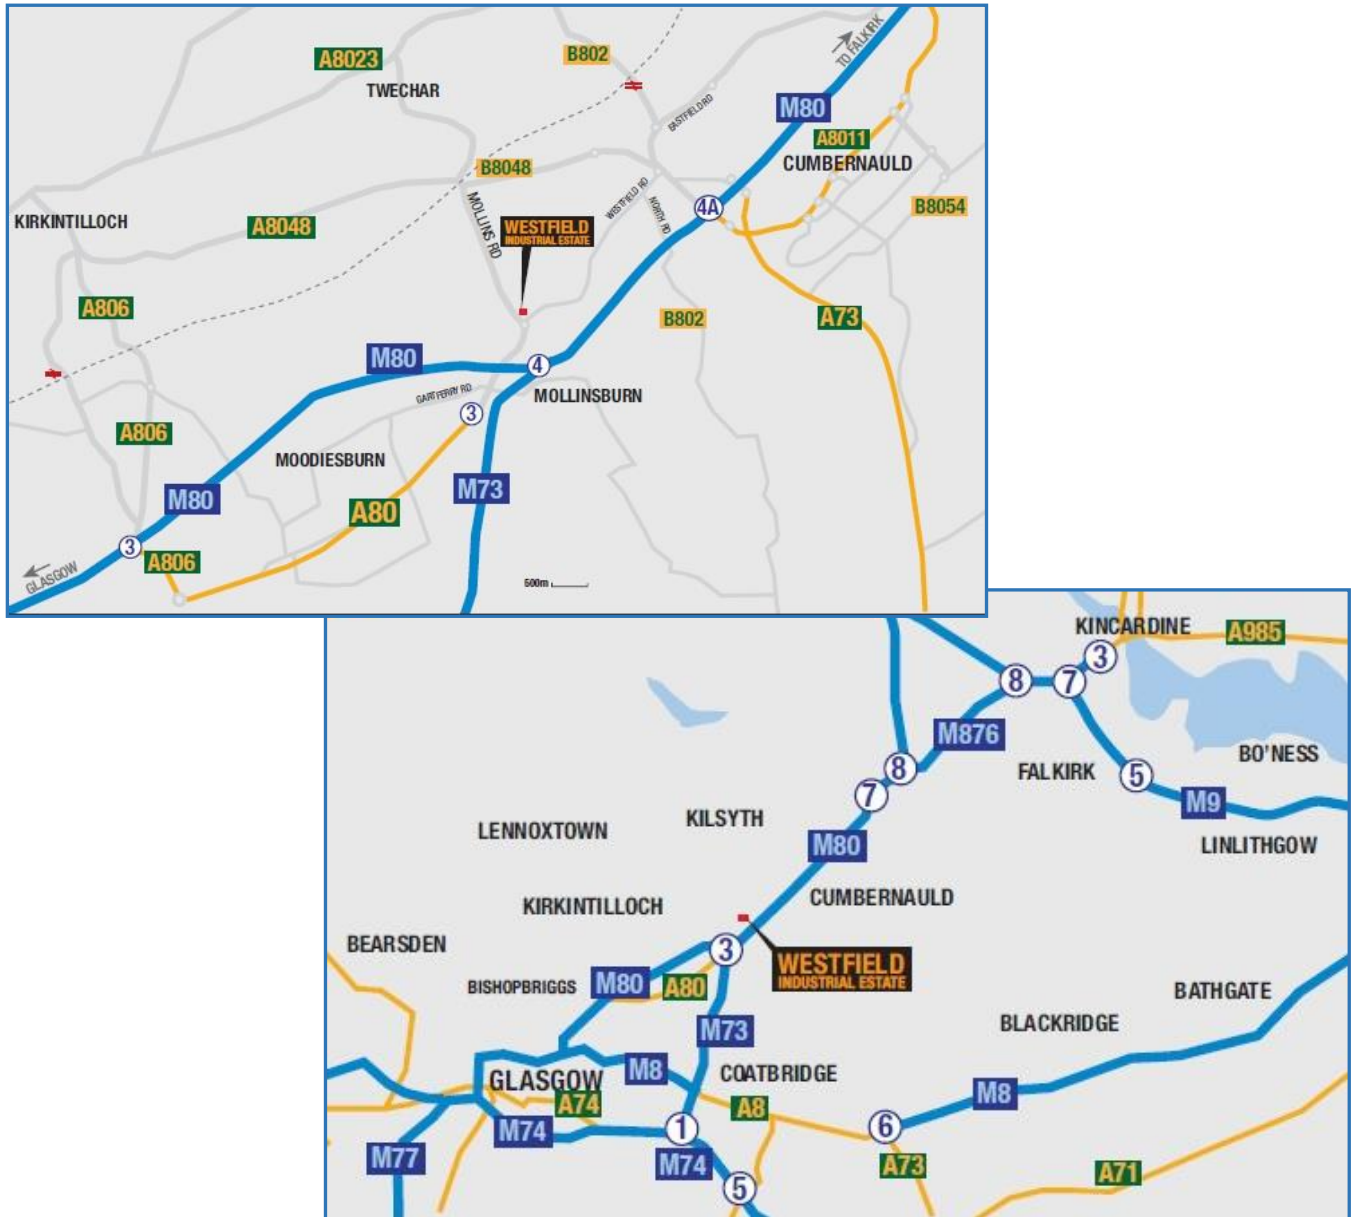 TO FALKIRK
A8023
B802
TWECHAR
EASTFIELD RD
M80
A8011
CUMBERNAULD
B8048
WESTFIELD RD
MOLLINS RD
NORTH RD
4A
B8054
KIRKINTILLOCH
A8048
WESTFIELD
INDUSTRIAL ESTATE
A806
B802
A73
M80
4
GARTFERRY RD
MOLLINSBURN
3
A806
MOODIESBURN
M80
M73
A80
3
A806
GLASGOW
500m
KINCARDINE
A985
3
8
7
M876
BO'NESS
8
FALKIRK
5
7
M9
KILSYTH
LENNOXTOWN
M80
LINLITHGOW
CUMBERNAULD
KIRKINTILLOCH
BEARSDEN
3
WESTFIELD
INDUSTRIAL ESTATE
BISHOPBRIGGS
M80
A80
BATHGATE
M73
BLACKRIDGE
M8
COATBRIDGE
GLASGOW
M8
A74
A8
M74
1
6
M77
M74
A73
A71
5